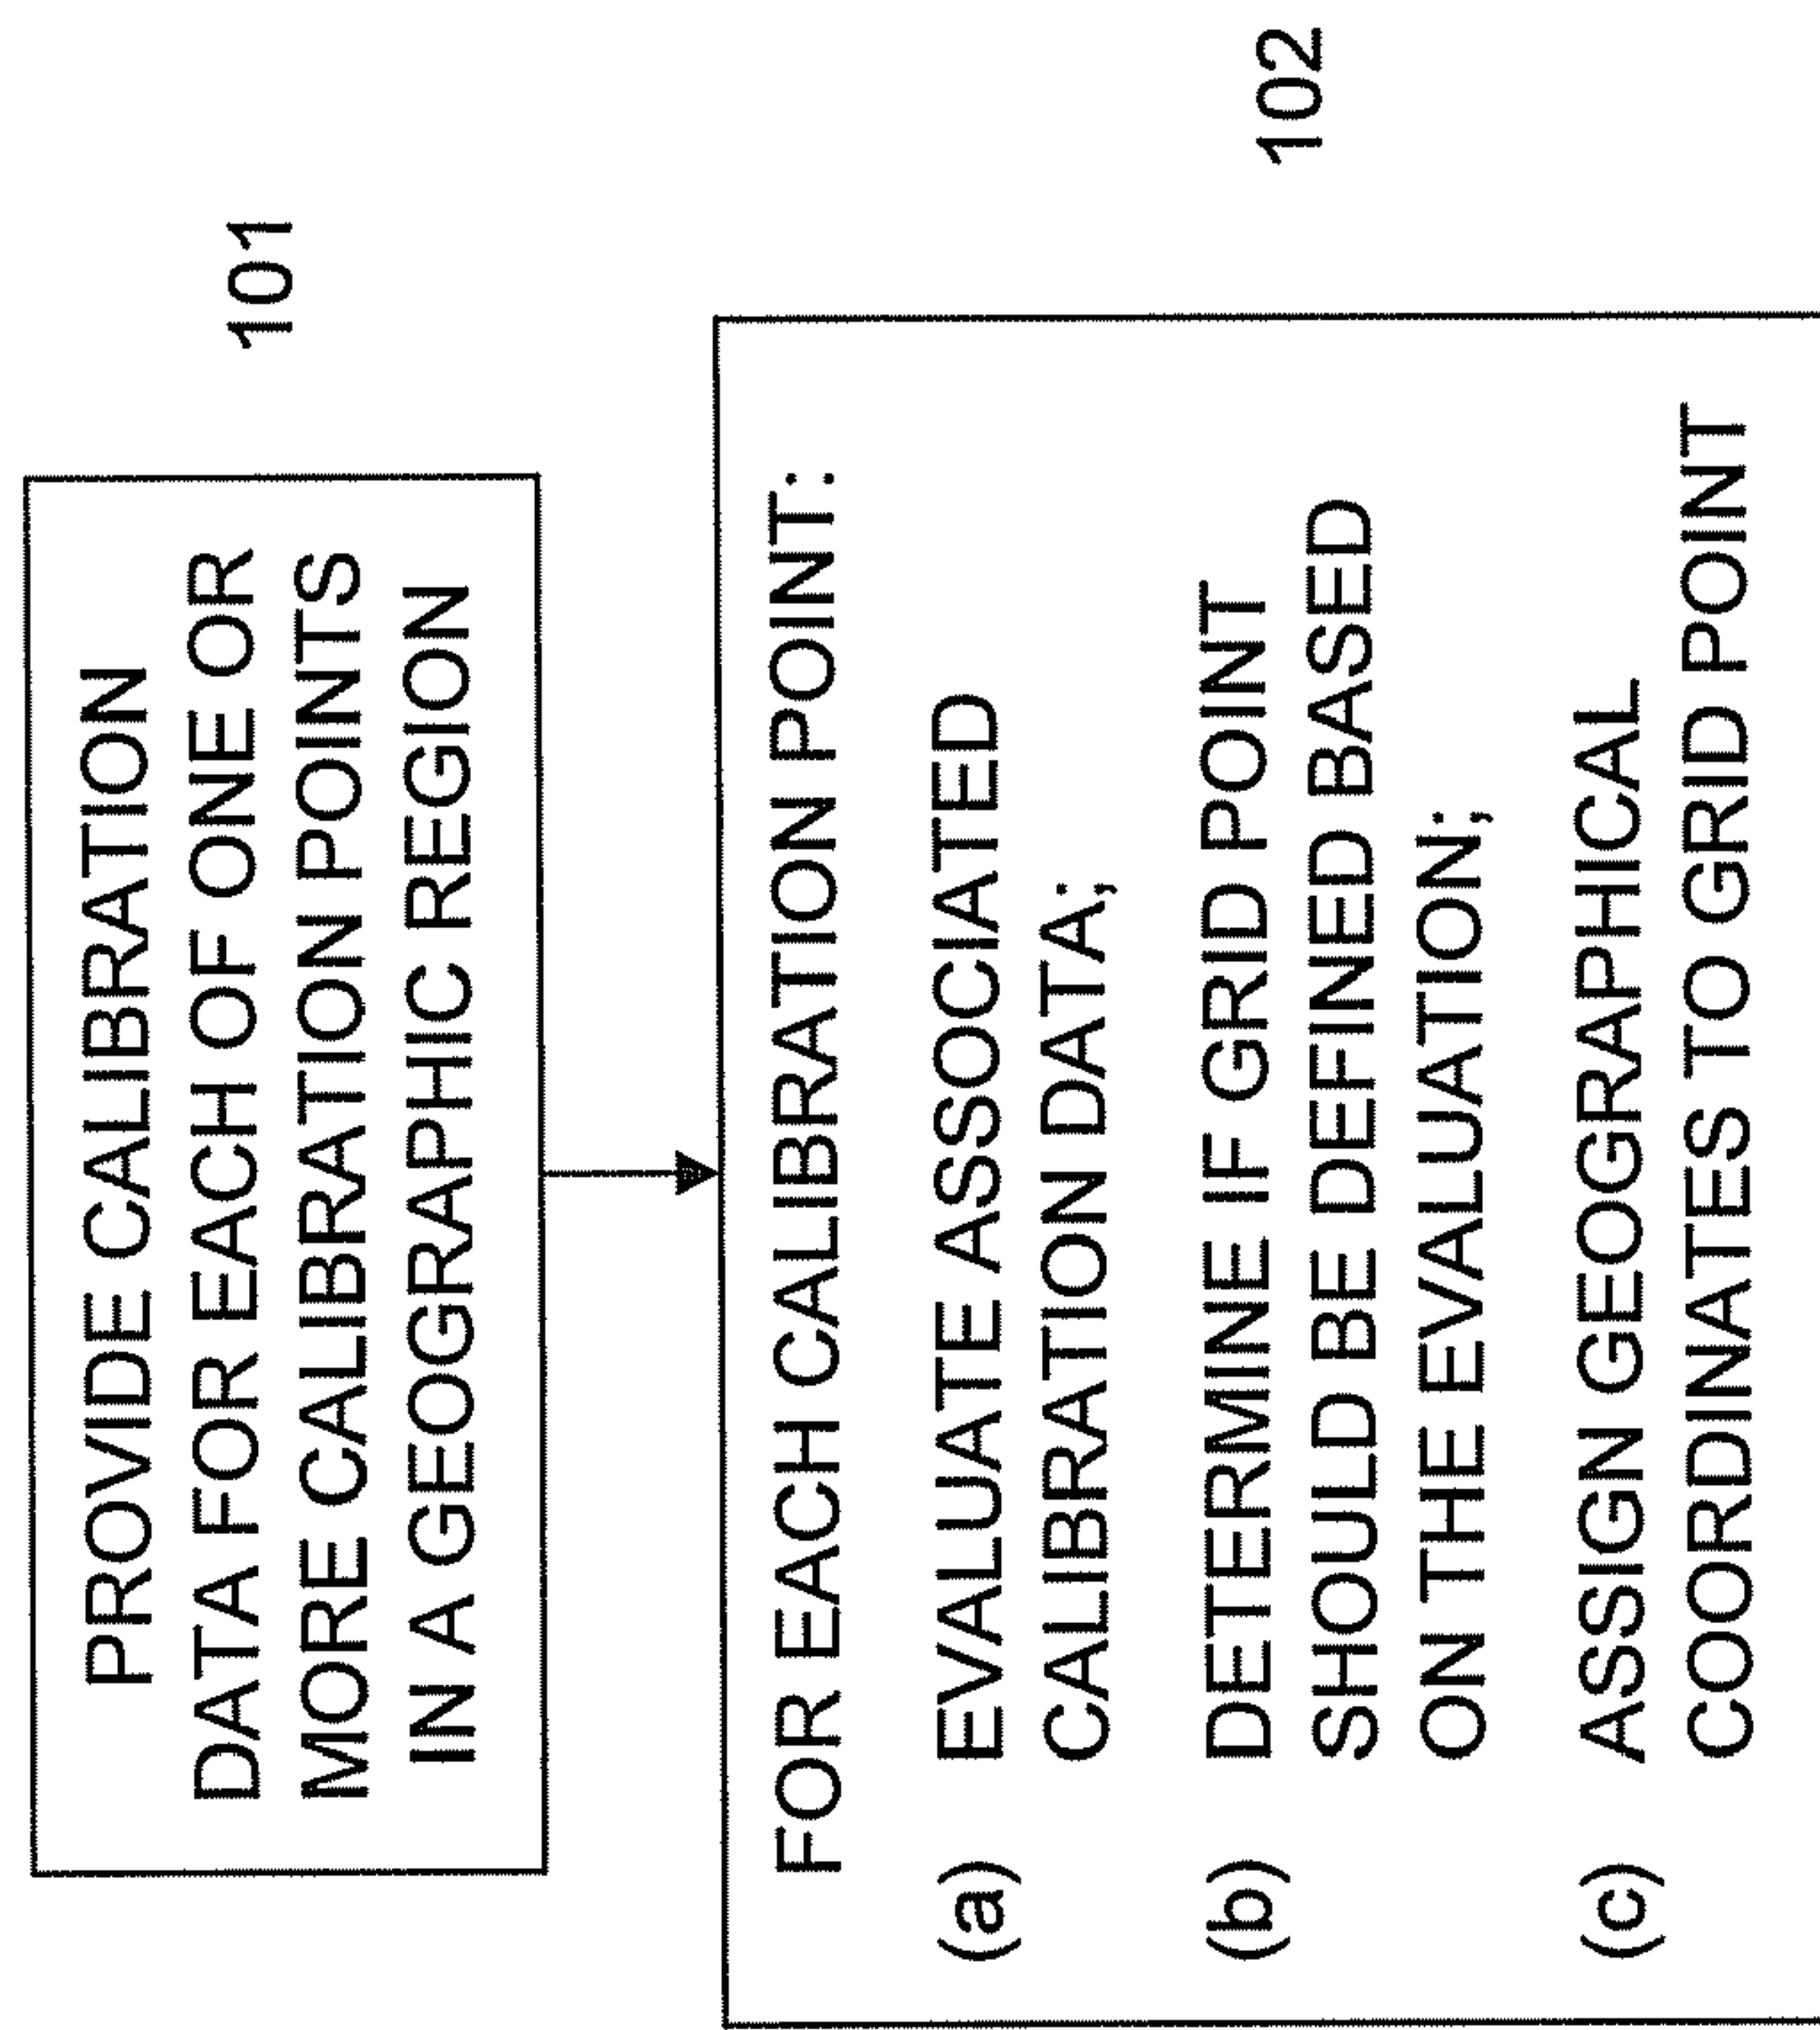 PROVIDE CALIBRATION
DATA FOR EACH OF ONE OR
MORE CALIBRATION POINTS
IN A GEOGRAPHIC REGION
101
FOR EACH CALIBRATION POINT:
(a) EVALUATE ASSOCIATED
CALIBRATION DATA;
(b) DETERMINE IF GRID POINT
SHOULD BE DEFINED BASED
ON THE EVALUATION;
(c) ASSIGN GEOGRAPHICAL
COORDINATES TO GRID POINT
102